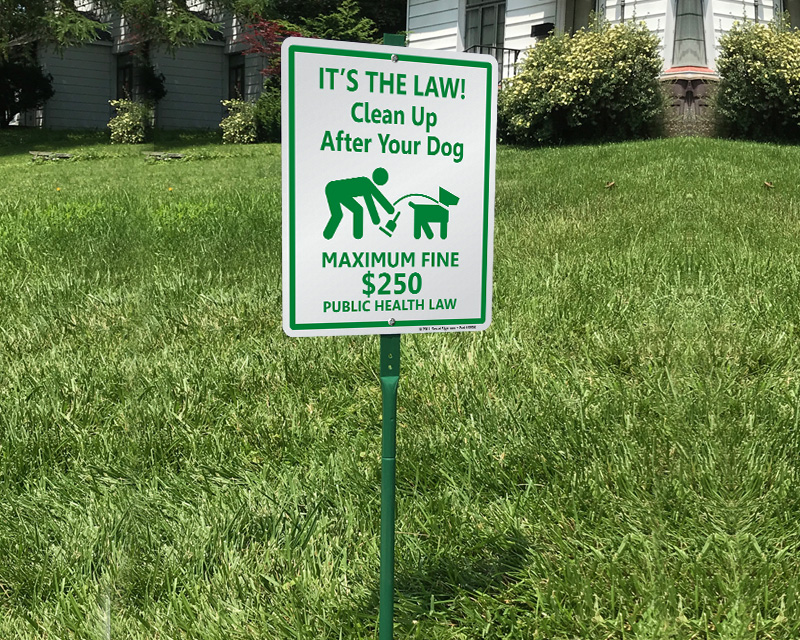 IT'S THE LAW!
Clean Up
After Your Dog
MAXIMUM FINE
$250
PUBLIC HEALTH LAW